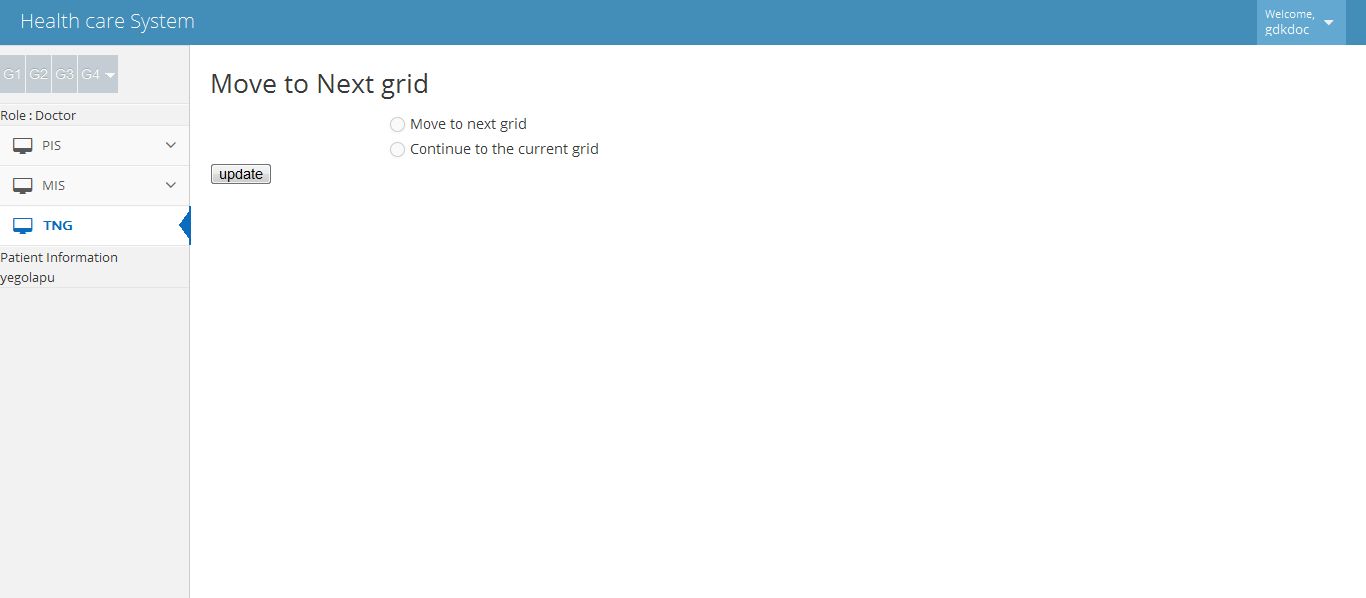 Health care System
Welcome,
gdkdoc
G1 G2 G3 G4
Role : Doctor
PIS
MIS
TNG
Patient Information
yegolapu
Move to Next grid
Move to next grid
Continue to the current grid
update